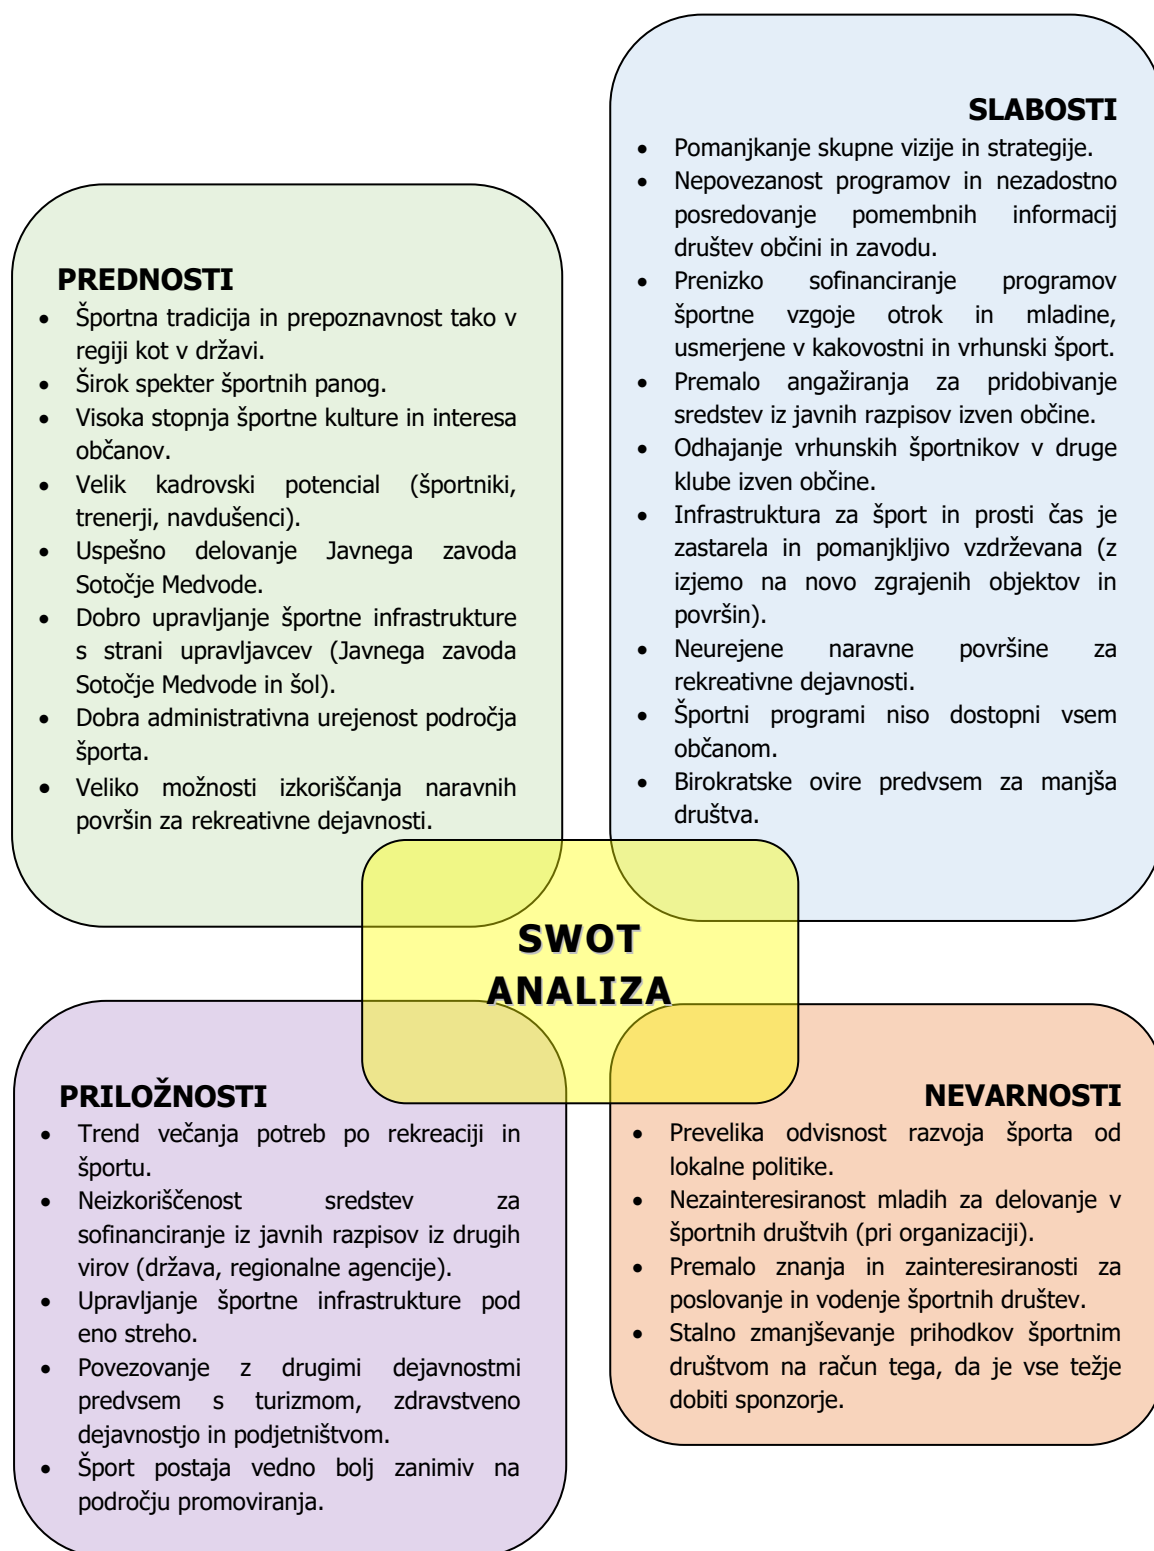 PREDNOSTI
• Športna tradicija in prepoznavnost tako v
regiji kot v državi.
• Širok spekter športnih panog.
• Visoka stopnja športne kulture in interesa
občanov.
• Velik kadrovski potencial (športniki,
trenerji, navdušenci).
• Uspešno delovanje Javnega zavoda
Sotočje Medvode.
• Dobro upravljanje športne infrastrukture
s strani upravljavcev (Javnega zavoda
Sotočje Medvode in šol).
• Dobra administrativna urejenost področja
športa.
• Veliko možnosti izkoriščanja naravnih
površin za rekreativne dejavnosti.
SLABOSTI
• Pomanjkanje skupne vizije in strategije.
• Nepovezanost programov in nezadostno
posredovanje pomembnih informacij
društev občini in zavodu.
• Prenizko sofinanciranje programov
športne vzgoje otrok in mladine,
usmerjene v kakovostni in vrhunski šport.
• Premalo angažiranja za pridobivanje
sredstev iz javnih razpisov izven občine.
• Odhajanje vrhunskih športnikov v druge
klube izven občine.
• Infrastruktura za šport in prosti čas je
zastarela in pomanjkljivo vzdrževana (z
izjemo na novo zgrajenih objektov in
površin).
• Neurejene naravne površine za
rekreativne dejavnosti.
• Športni programi niso dostopni vsem
občanom.
• Birokratske ovire predvsem za manjša
društva.
SWOT
ANALIZA
PRILOŽNOSTI
• Trend večanja potreb po rekreaciji in
športu.
• Neizkoriščenost sredstev za
sofinanciranje iz javnih razpisov iz drugih
virov (država, regionalne agencije).
• Upravljanje športne infrastrukture pod
eno streho.
• Povezovanje z drugimi dejavnostmi
predvsem s turizmom, zdravstveno
dejavnostjo in podjetništvom.
• Šport postaja vedno bolj zanimiv na
področju promoviranja.
NEVARNOSTI
• Prevelika odvisnost razvoja športa od
lokalne politike.
• Nezainteresiranost mladih za delovanje v
športnih društvih (pri organizaciji).
• Premalo znanja in zainteresiranosti za
poslovanje in vodenje športnih društev.
• Stalno zmanjševanje prihodkov športnim
društvom na račun tega, da je vse težje
dobiti sponzorje.